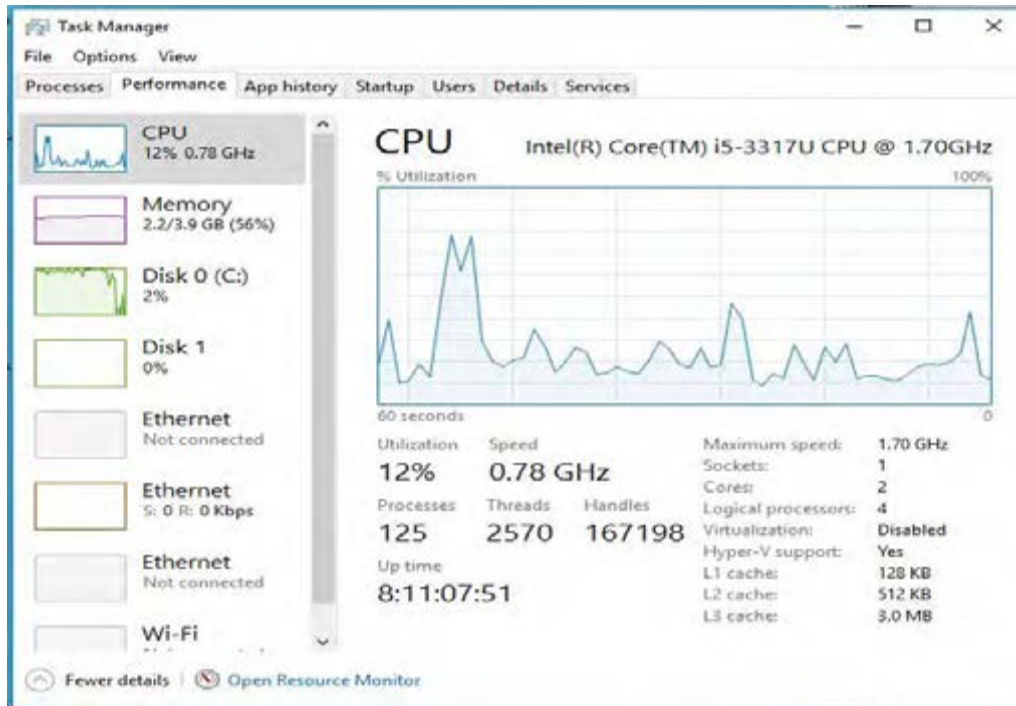 Task Manager
File Options View
Processes Performance App history Startup Users Details Services
CPU
12% 0.78 GHz
Memory
2.2/3.9 GB (56%)
Disk 0 (C:)
2%
Disk 1
0%
Ethernet
Not connected
Ethernet
S: 0 R: 0 Kbps
Ethernet
Not connected
Wi-Fi
CPU Intel(R) Core(TM) i5-3317U CPU @ 1.70GHz
% Utilization 100%
60 seconds 0
Utilization Speed
12% 0.78 GHz
Processes Threads Handles
125 2570 167198
Up time
8:11:07:51
Maximum speed: 1.70 GHz
Sockets: 1
Cores: 2
Logical processors: 4
Virtualization: Disabled
Hyper-V support: Yes
L1 cache: 128 KB
L2 cache: 512 KB
L3 cache: 3.0 MB
Fewer details Open Resource Monitor